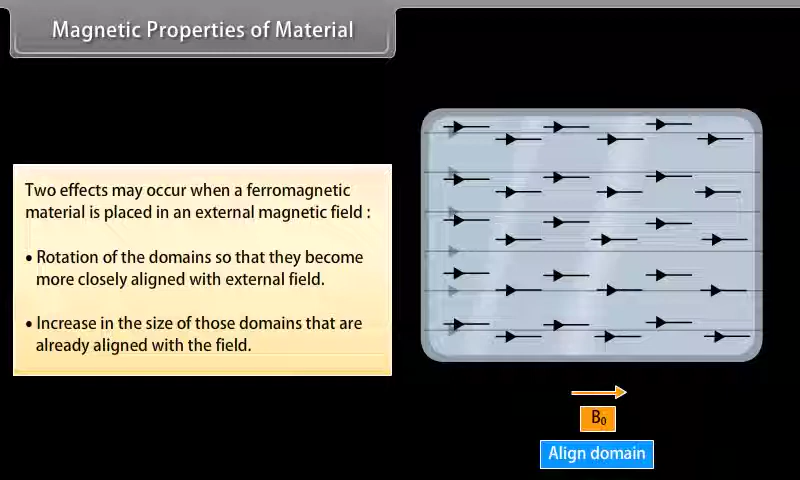 Magnetic Properties of Material
Two effects may occur when a ferromagnetic
material is placed in an external magnetic field :
• Rotation of the domains so that they become
more closely aligned with external field.
• Increase in the size of those domains that are
already aligned with the field.
B₀
Align domain